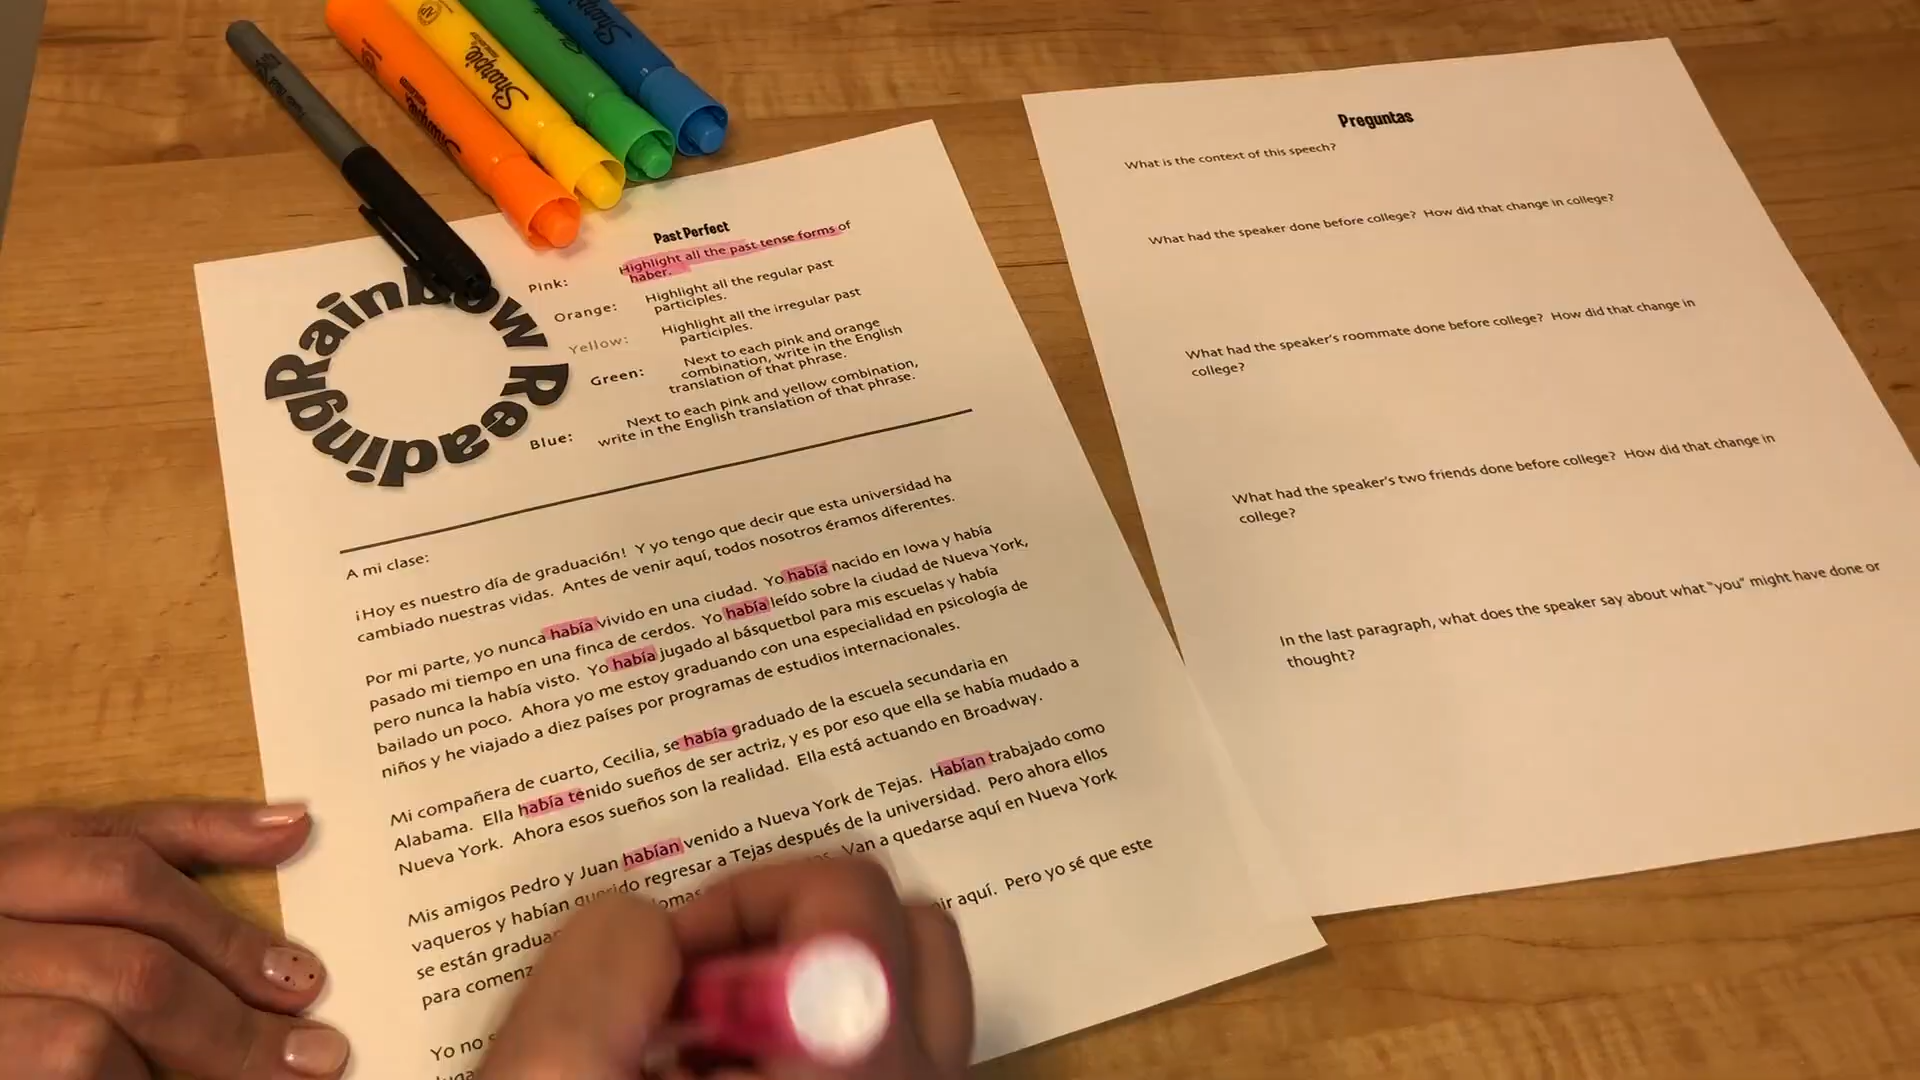 Sharpie
Sharpie
Past Perfect
Rainbow Reading
Pink: Highlight all the past tense forms of
haber.
Orange: Highlight all the regular past
participles.
Yellow: Highlight all the irregular past
participles.
Green: Next to each pink and orange
combination, write in the English
translation of that phrase.
Blue: Next to each pink and yellow combination,
write in the English translation of that phrase.
A mi clase:
¡Hoy es nuestro día de graduación! Y yo tengo que decir que esta universidad ha
cambiado nuestras vidas. Antes de venir aquí, todos nosotros éramos diferentes.
Por mi parte, yo nunca había vivido en una ciudad. Yo había nacido en Iowa y había
pasado mi tiempo en una finca de cerdos. Yo había leído sobre la ciudad de Nueva York,
pero nunca la había visto. Yo había jugado al básquetbol para mis escuelas y había
bailado un poco. Ahora yo me estoy graduando con una especialidad en psicología de
niños y he viajado a diez países por programas de estudios internacionales.
Mi compañera de cuarto, Cecilia, se había graduado de la escuela secundaria en
Alabama. Ella había tenido sueños de ser actriz, y es por eso que ella se había mudado a
Nueva York. Ahora esos sueños son la realidad. Ella está actuando en Broadway.
Mis amigos Pedro y Juan habían venido a Nueva York de Tejas. Habían trabajado como
vaqueros y habían querido regresar a Tejas después de la universidad. Pero ahora ellos
se están Van a quedarse aquí en Nueva York
para
aquí. Pero yo sé que este
Yo no
Preguntas
What is the context of this speech?
What had the speaker done before college? How did that change in college?
What had the speaker's roommate done before college? How did that change in
college?
What had the speaker's two friends done before college? How did that change in
college?
In the last paragraph, what does the speaker say about what "you" might have done or
thought?